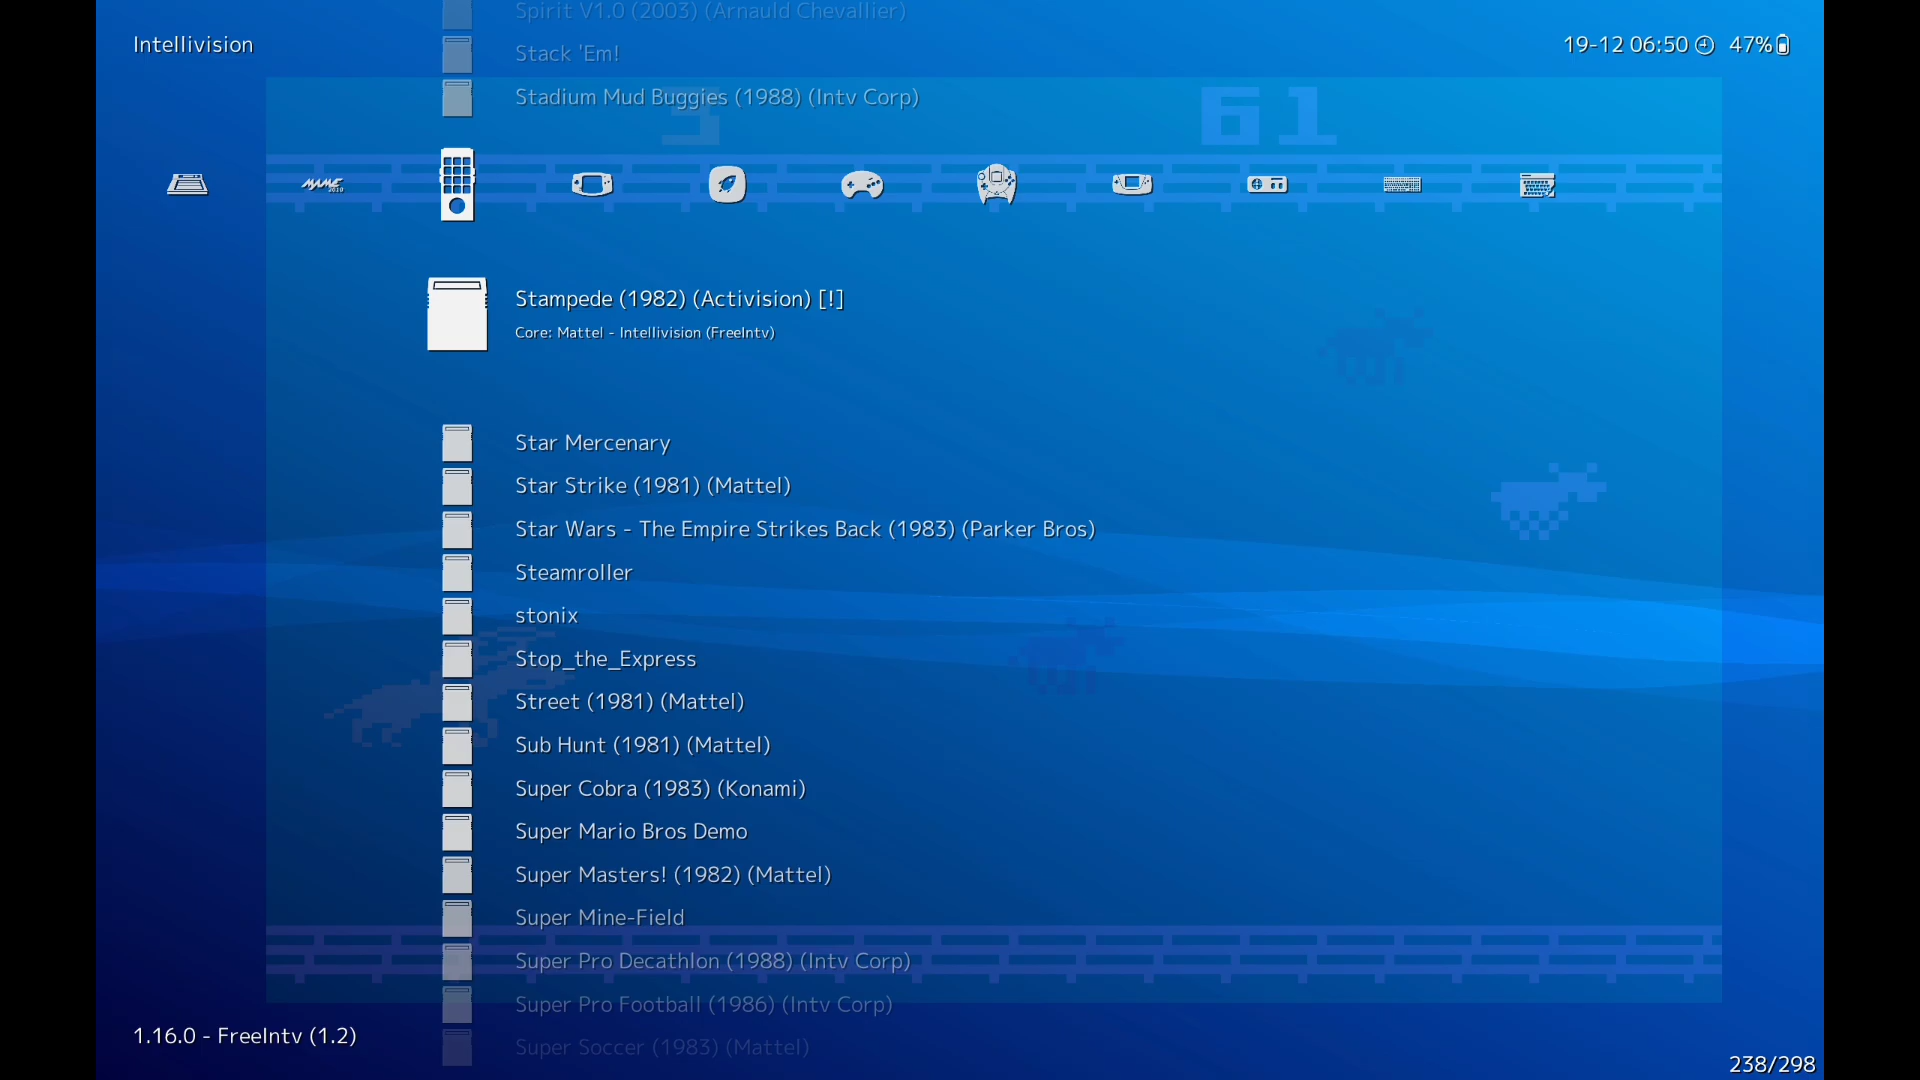 Spirit V1.0 (2003) (Arnauld Chevallier)
Intellivision
19-12 06:50 47%
Stack 'Em!
Stadium Mud Buggies (1988) (Intv Corp)
3 61
MAME 2010
Stampede (1982) (Activision) [!]
Core: Mattel - Intellivision (FreeIntv)
Star Mercenary
Star Strike (1981) (Mattel)
Star Wars - The Empire Strikes Back (1983) (Parker Bros)
Steamroller
stonix
Stop_the_Express
Street (1981) (Mattel)
Sub Hunt (1981) (Mattel)
Super Cobra (1983) (Konami)
Super Mario Bros Demo
Super Masters! (1982) (Mattel)
Super Mine-Field
Super Pro Decathlon (1988) (Intv Corp)
Super Pro Football (1986) (Intv Corp)
1.16.0 - FreeIntv (1.2)
Super Soccer (1983) (Mattel)
238/298